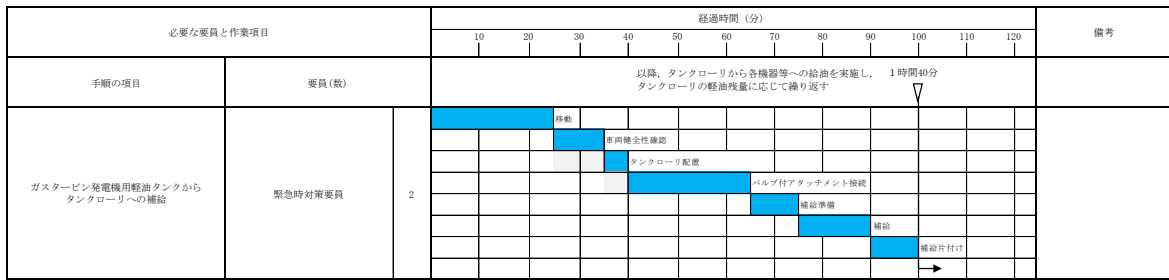 必要な要員と作業項目
経過時間（分）
備考
10 20 30 40 50 60 70 80 90 100 110 120
手順の項目
要員(数)
以降，タンクローリから各機器等への給油を実施し，
タンクローリの軽油残量に応じて繰り返す
1時間40分
ガスタービン発電機用軽油タンクから
タンクローリへの補給
緊急時対策要員
2
移動
車両健全性確認
タンクローリ配置
バルブ付アタッチメント接続
補給準備
補給
補給片付け